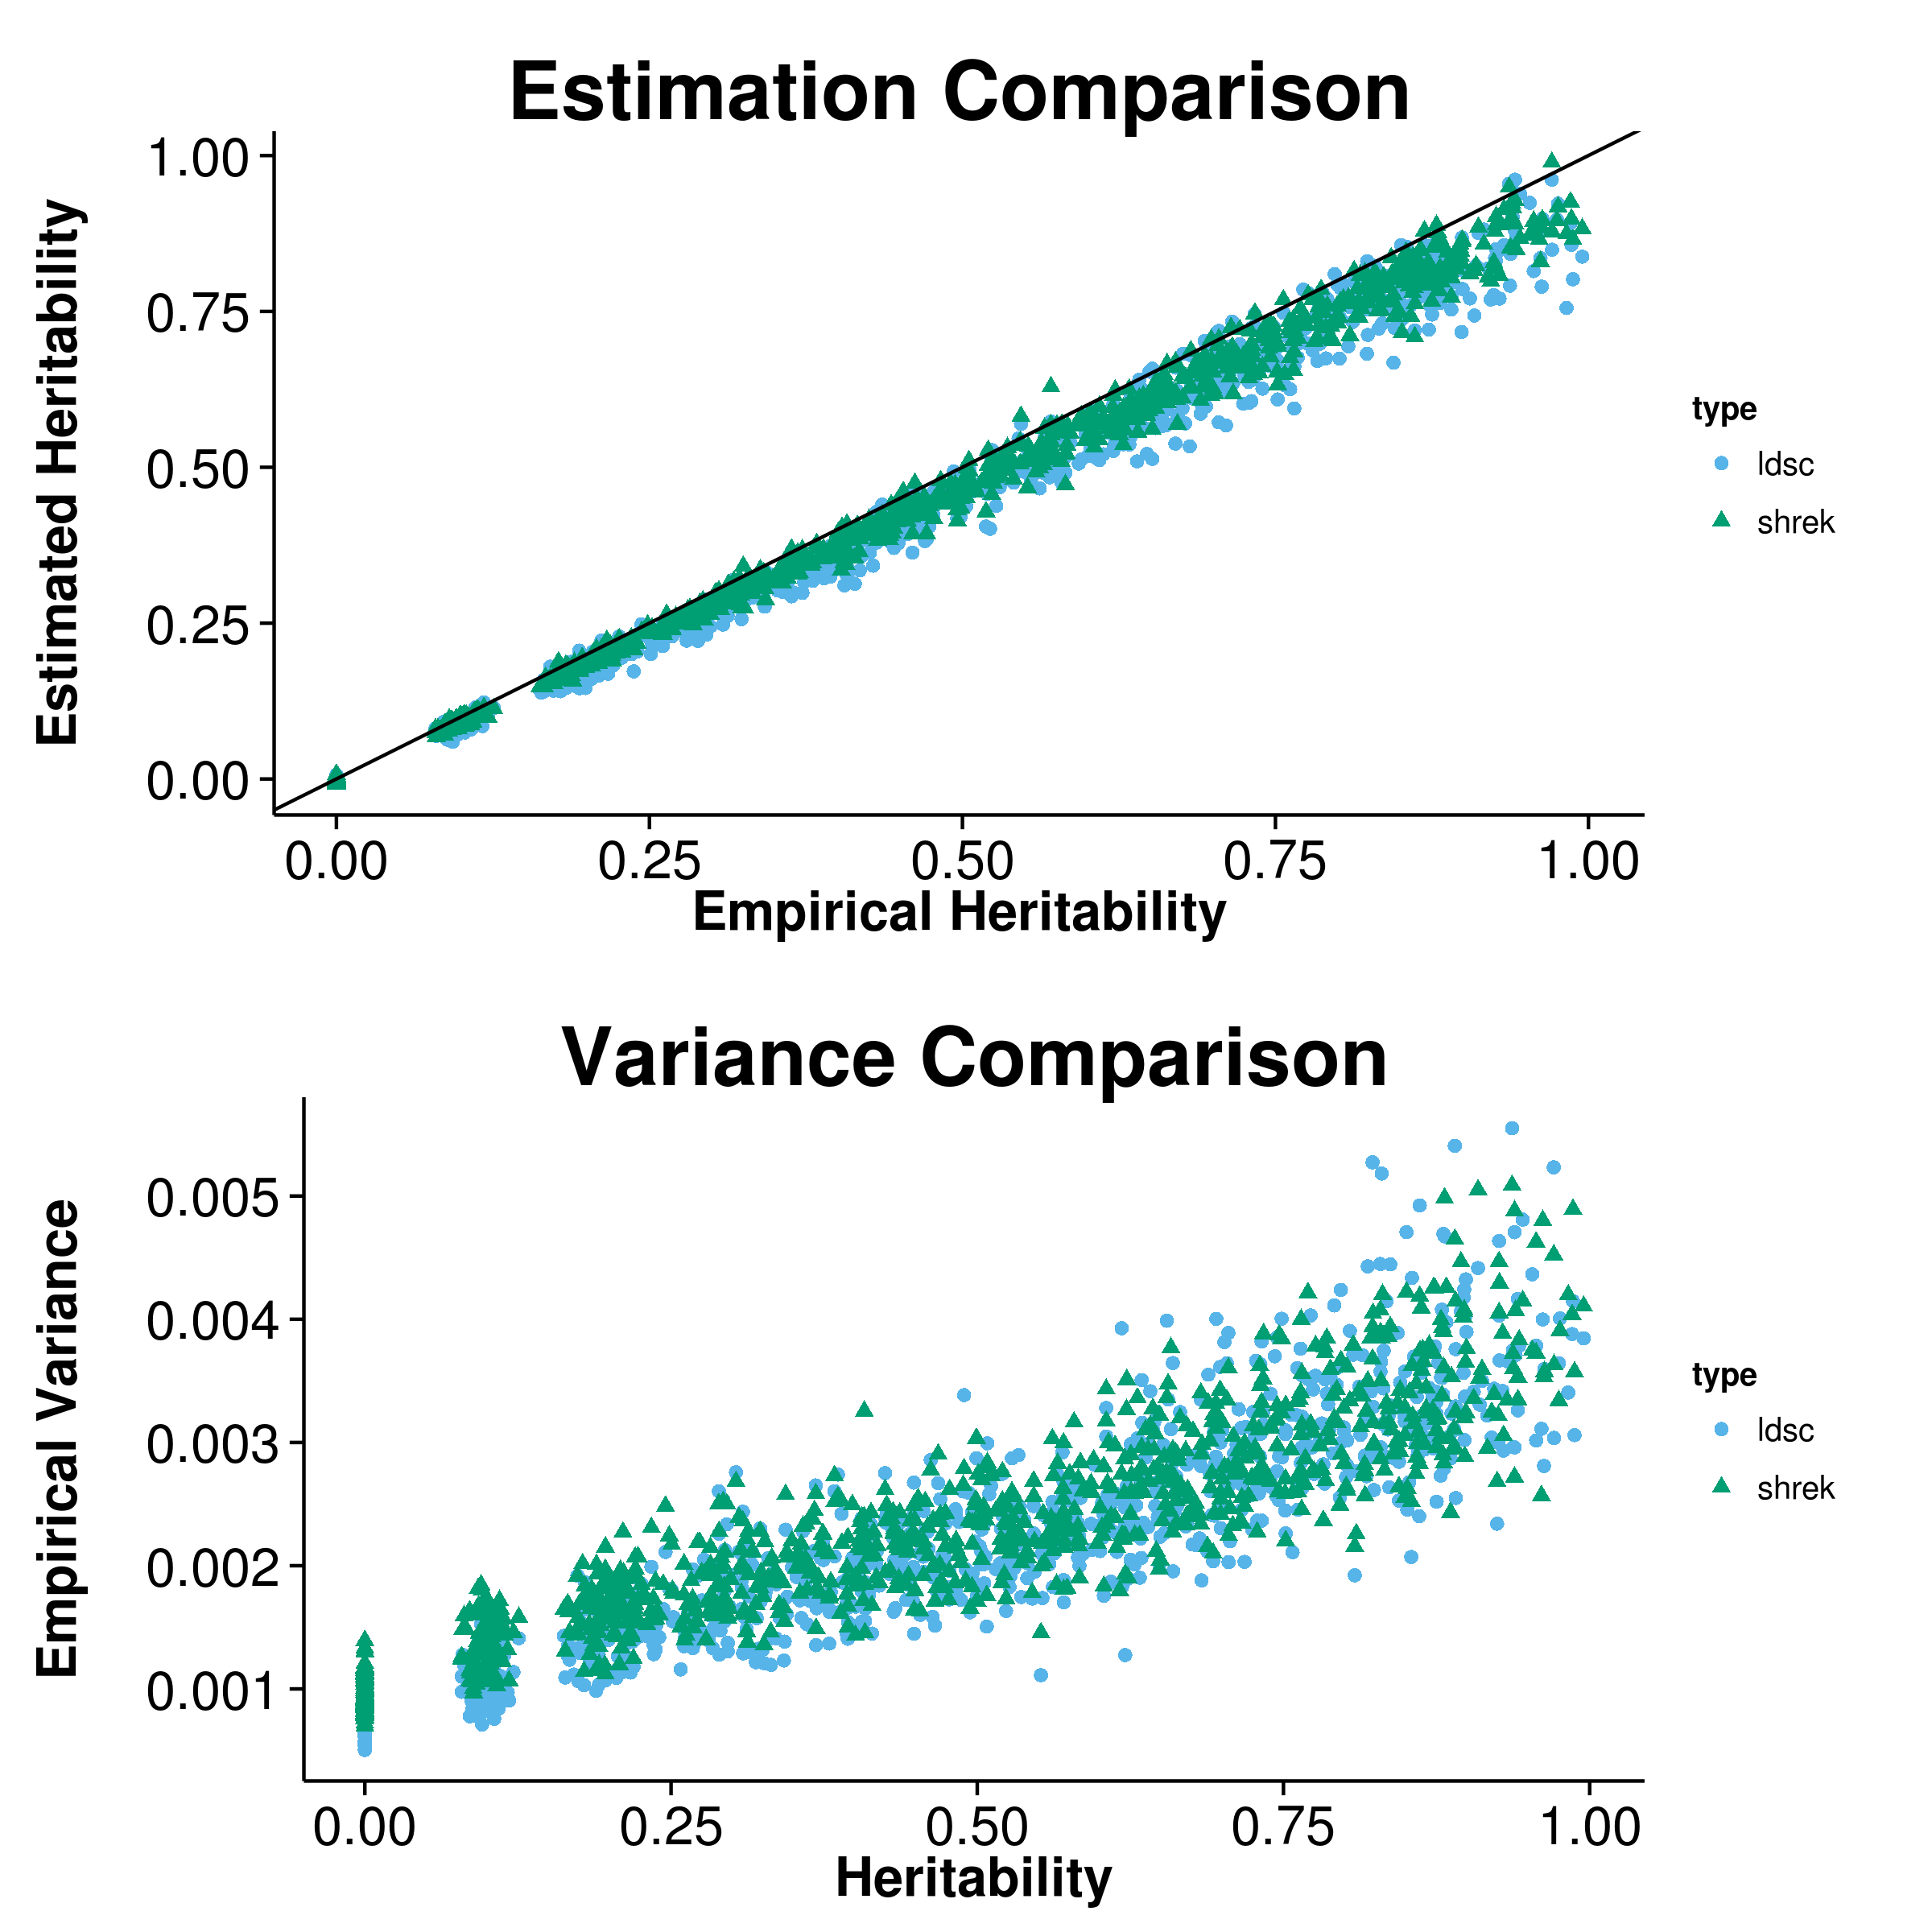 Estimation Comparison
Estimated Heritability
1.00
0.75
0.50
0.25
0.00
0.00 0.25 0.50 0.75 1.00
Empirical Heritability
type
ldsc
shrek
Variance Comparison
Empirical Variance
0.005
0.004
0.003
0.002
0.001
0.00 0.25 0.50 0.75 1.00
Heritability
type
ldsc
shrek